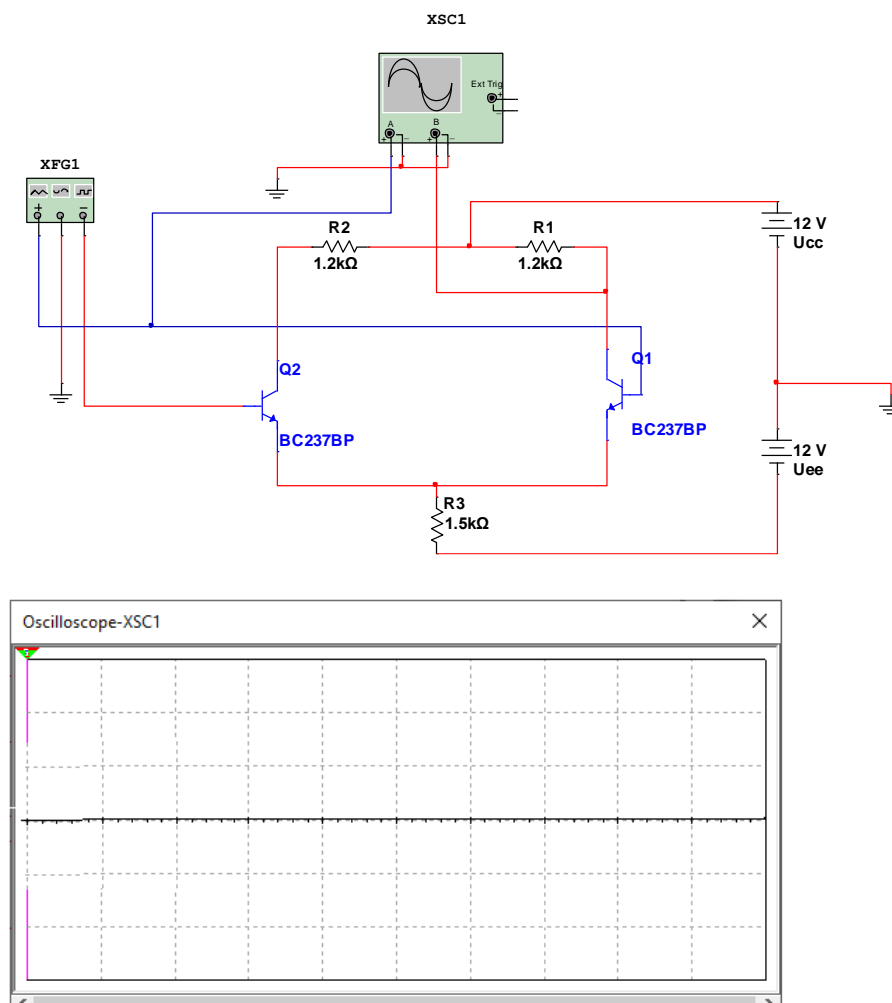 XSC1
Ext Trig
+
−
A
B
+
−
+
−
XFG1
+
−
R2
1.2kΩ
R1
1.2kΩ
12 V
Ucc
Q2
BC237BP
Q1
BC237BP
12 V
Uee
R3
1.5kΩ
Oscilloscope-XSC1